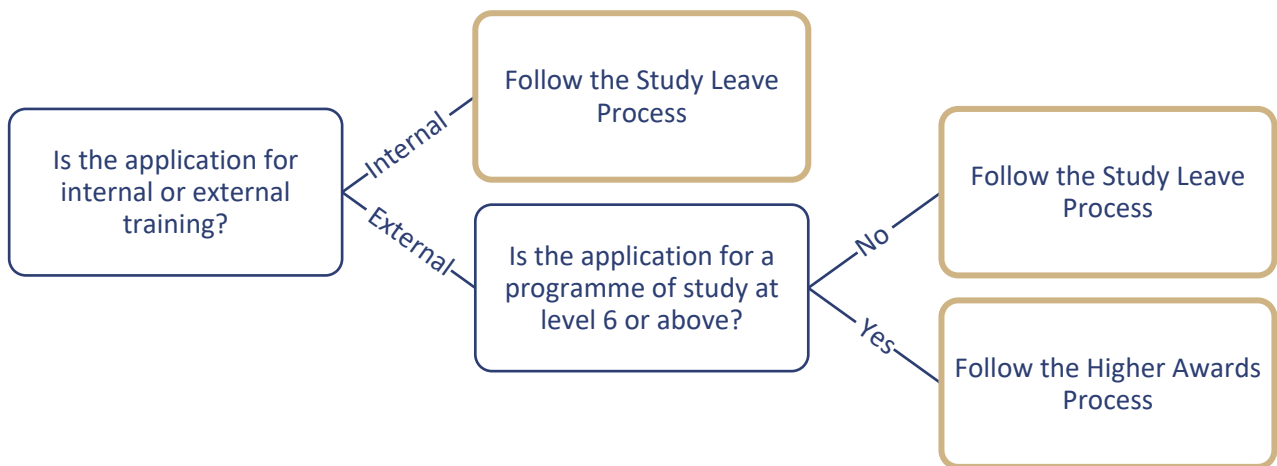 Is the application for
internal or external
training?
Internal
External
Follow the Study Leave
Process
Is the application for a
programme of study at
level 6 or above?
No
Yes
Follow the Study Leave
Process
Follow the Higher Awards
Process